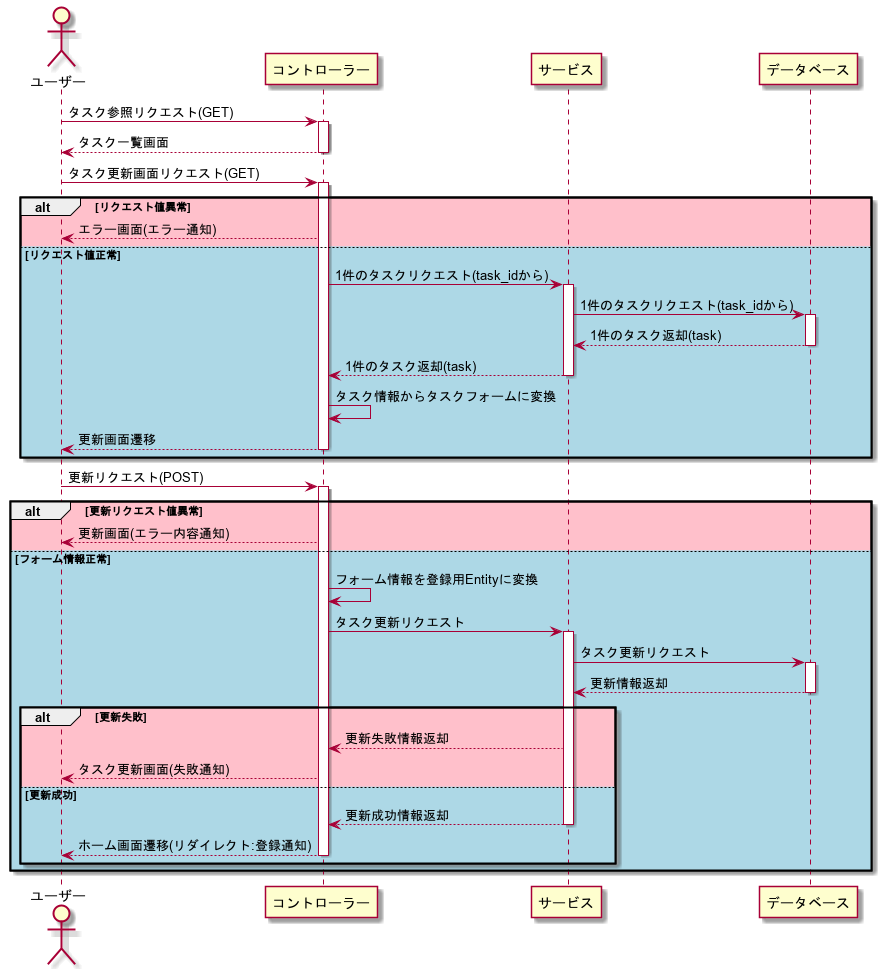 ユーザー
コントローラー
サービス
データベース
タスク参照リクエスト(GET)
タスク一覧画面
タスク更新画面リクエスト(GET)
alt [リクエスト値異常]
エラー画面(エラー通知)
[リクエスト値正常]
1件のタスクリクエスト(task_idから)
1件のタスクリクエスト(task_idから)
1件のタスク返却(task)
1件のタスク返却(task)
タスク情報からタスクフォームに変換
更新画面遷移
更新リクエスト(POST)
alt [更新リクエスト値異常]
更新画面(エラー内容通知)
[フォーム情報正常]
フォーム情報を登録用Entityに変換
タスク更新リクエスト
タスク更新リクエスト
更新情報返却
alt [更新失敗]
更新失敗情報返却
タスク更新画面(失敗通知)
[更新成功]
更新成功情報返却
ホーム画面遷移(リダイレクト:登録通知)
ユーザー
コントローラー
サービス
データベース